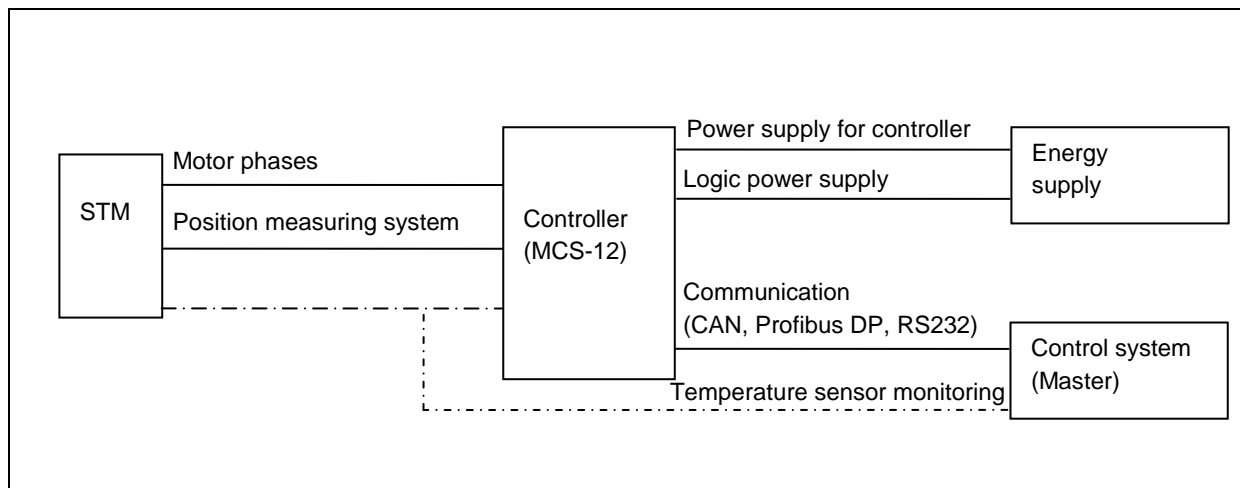 STM
Motor phases
Position measuring system
Controller
(MCS-12)
Power supply for controller
Logic power supply
Energy
supply
Communication
(CAN, Profibus DP, RS232)
Control system
(Master)
Temperature sensor monitoring